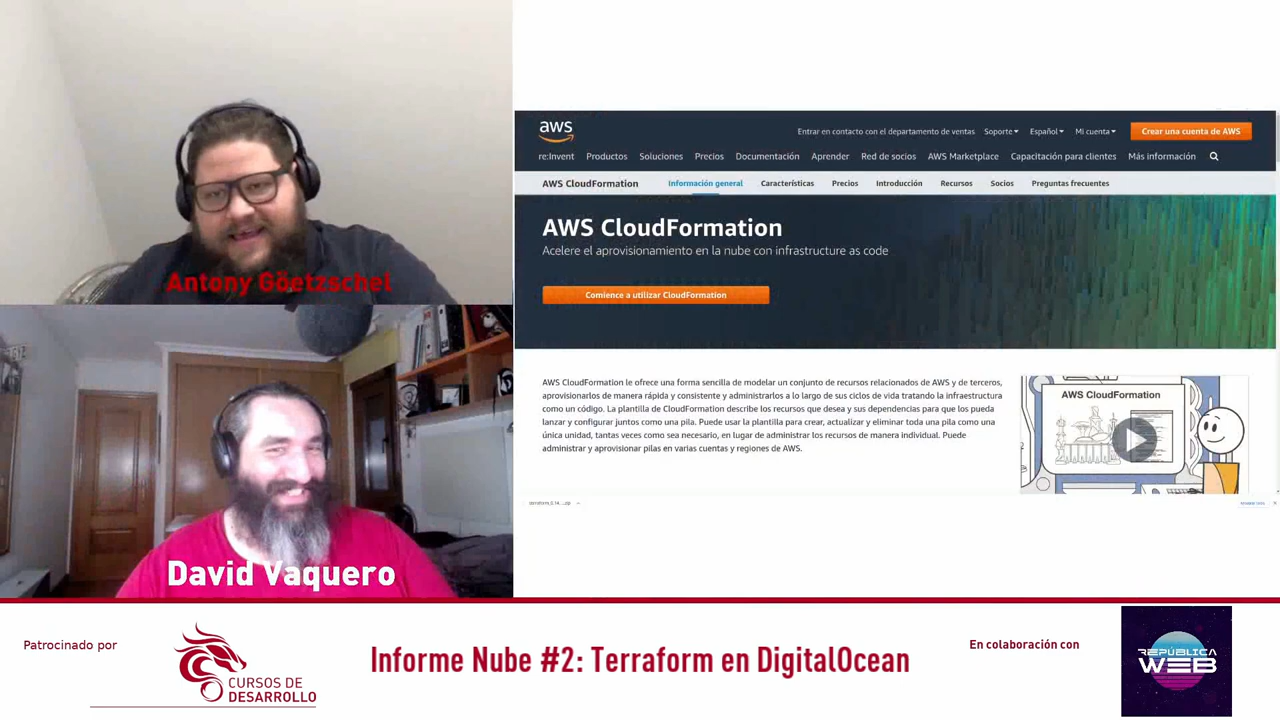 Antony Göetzschel
David Vaquero
aws
Entrar en contacto con el departamento de ventas Soporte Español Mi cuenta Crear una cuenta de AWS
re:Invent Productos Soluciones Precios Documentación Aprender Red de socios AWS Marketplace Capacitación para clientes Más información
AWS CloudFormation Información general Características Precios Introducción Recursos Socios Preguntas frecuentes
AWS CloudFormation
Acelere el aprovisionamiento en la nube con infrastructure as code
Comience a utilizar CloudFormation
AWS CloudFormation le ofrece una forma sencilla de modelar un conjunto de recursos relacionados de AWS y de terceros,
aprovisionarlos de manera rápida y consistente y administrarlos a lo largo de sus ciclos de vida tratando la infraestructura
como un código. La plantilla de CloudFormation describe los recursos que desea y sus dependencias para que los pueda
lanzar y configurar juntos como una pila. Puede usar la plantilla para crear, actualizar y eliminar toda una pila como una
única unidad, tantas veces como sea necesario, en lugar de administrar los recursos de manera individual. Puede
administrar y aprovisionar pilas en varias cuentas y regiones de AWS.
AWS CloudFormation
Patrocinado por
CURSOS DE
DESARROLLO
Informe Nube #2: Terraform en DigitalOcean
En colaboración con
REPÚBLICA
WEB